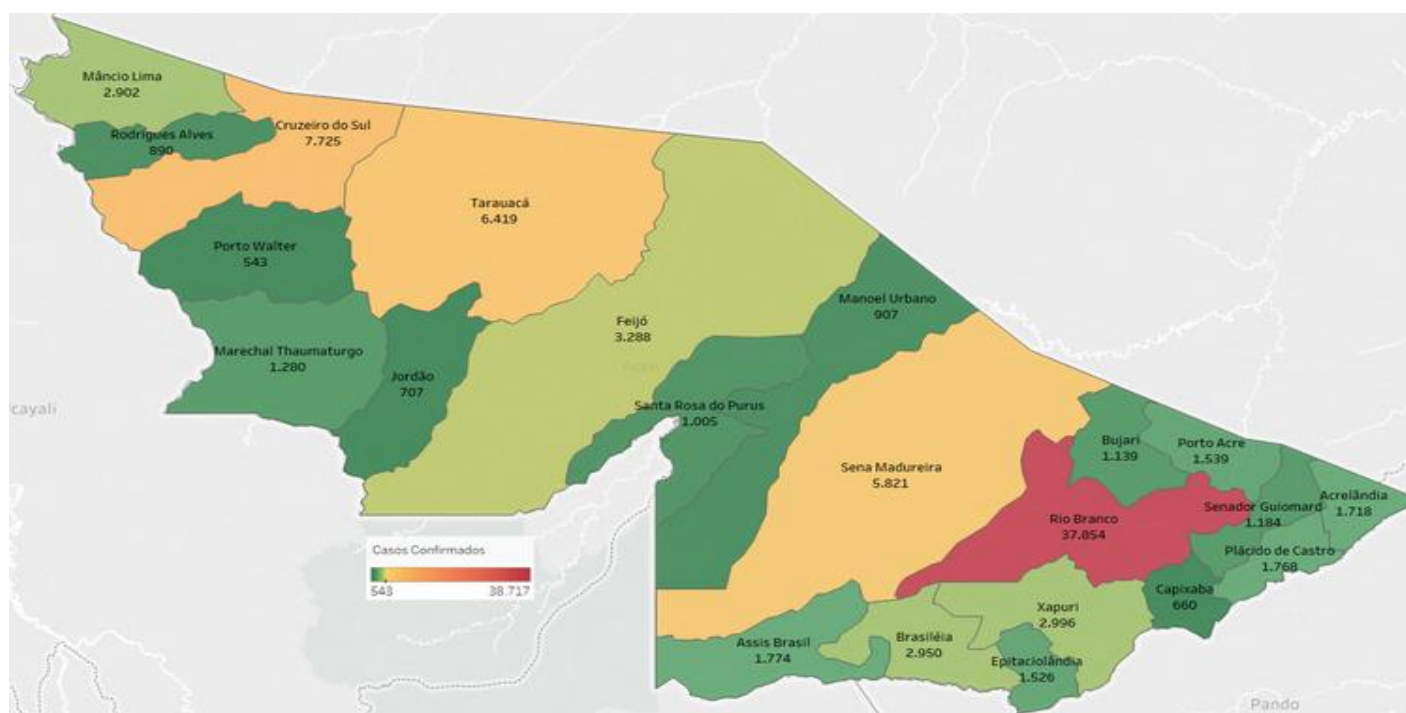 Mâncio Lima
2.902
Rodrigues Alves
890
Cruzeiro do Sul
7.725
Tarauacá
6.419
Porto Walter
543
Marechal Thaumaturgo
1.280
Jordão
707
Feijó
3.288
Manoel Urbano
907
Santa Rosa do Purus
1.005
Sena Madureira
5.821
Bujari
1.139
Porto Acre
1.539
Rio Branco
37.854
Senador Guiomard
1.184
Acrelândia
1.718
Plácido de Castro
1.768
Capixaba
660
Xapuri
2.996
Assis Brasil
1.774
Brasiléia
2.950
Epitaciolândia
1.526
cayali
Casos Confirmados
543 38.717
Pando